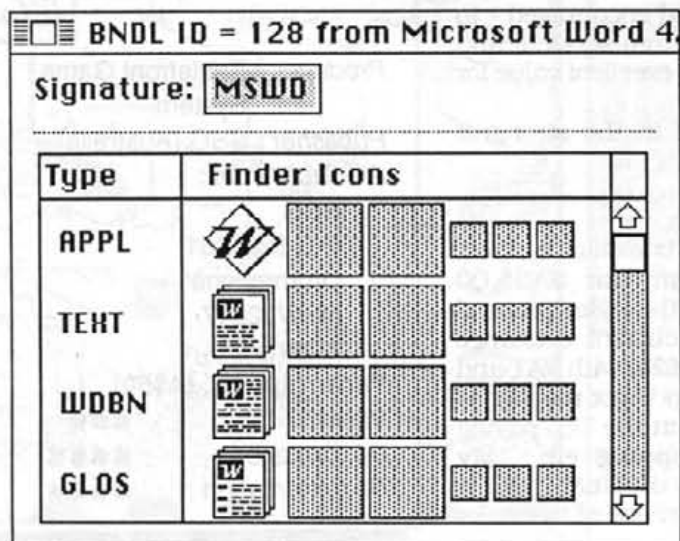 BNDL ID = 128 from Microsoft Word 4.
Signature: MSWD
Type Finder Icons
APPL
TEXT
WDBN
GLOS